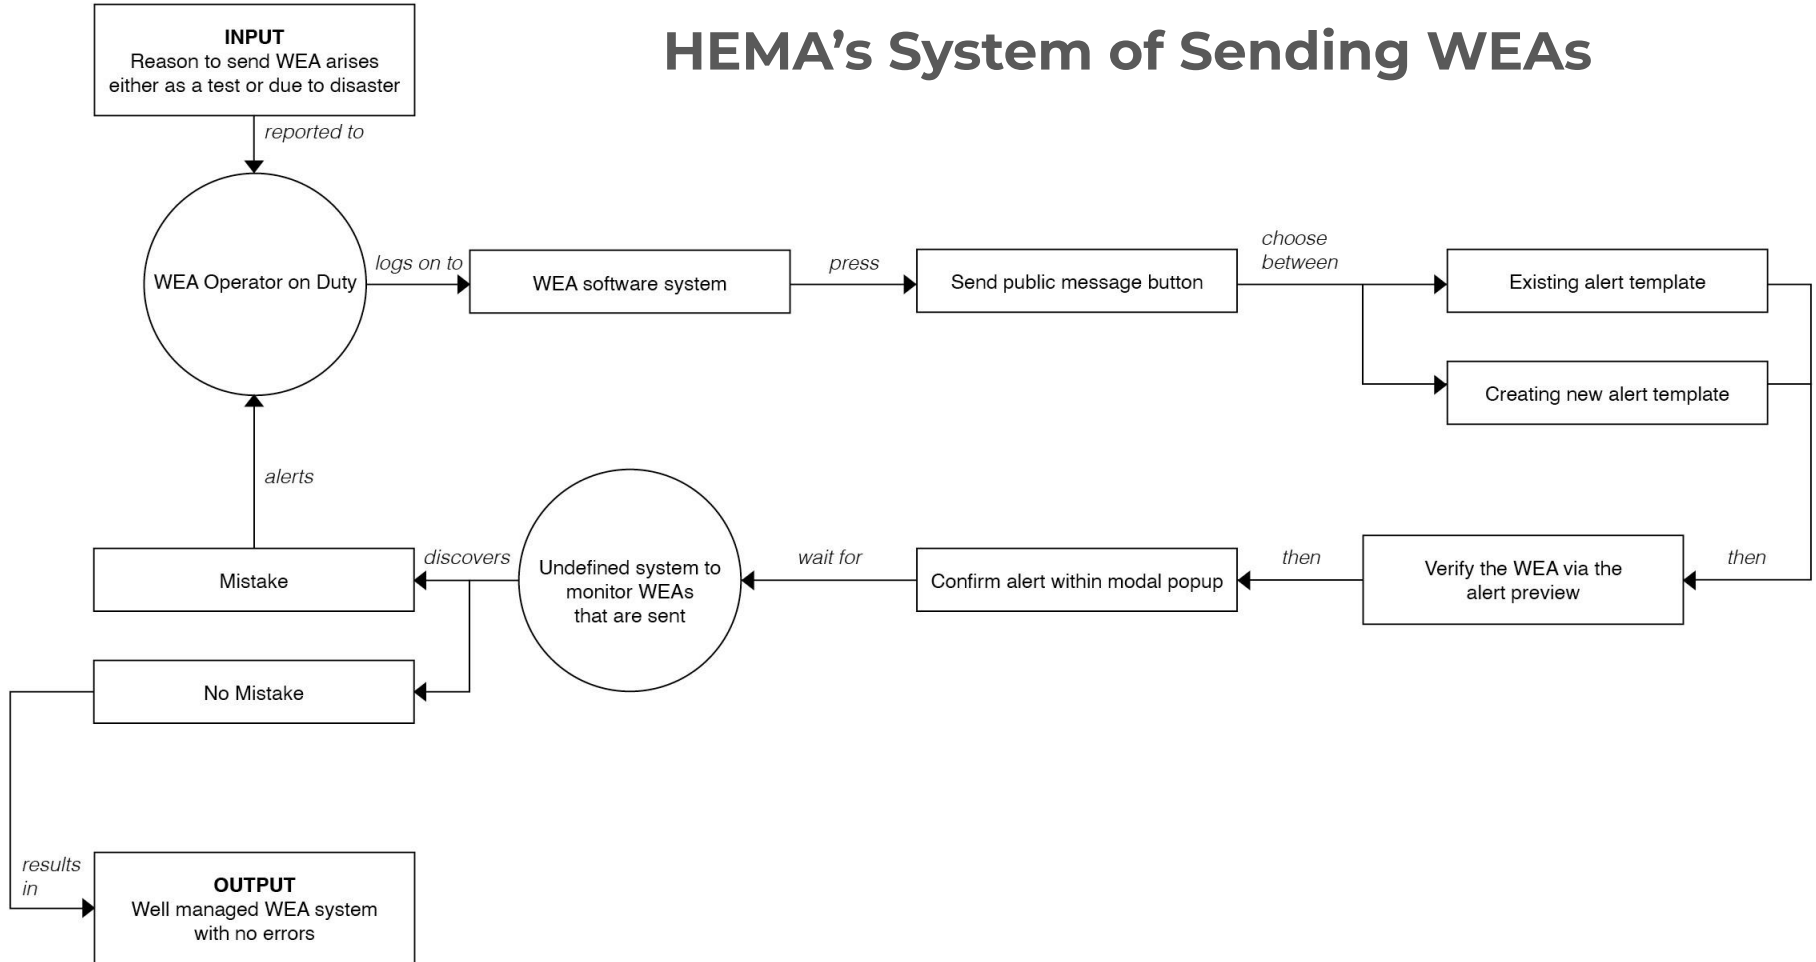 HEMA’s System of Sending WEAs
INPUT
Reason to send WEA arises
either as a test or due to disaster
reported to
WEA Operator on Duty
logs on to
WEA software system
press
Send public message button
choose
between
Existing alert template
Creating new alert template
then
Verify the WEA via the
alert preview
then
Confirm alert within modal popup
wait for
Undefined system to
monitor WEAs
that are sent
discovers
Mistake
alerts
No Mistake
results
in
OUTPUT
Well managed WEA system
with no errors